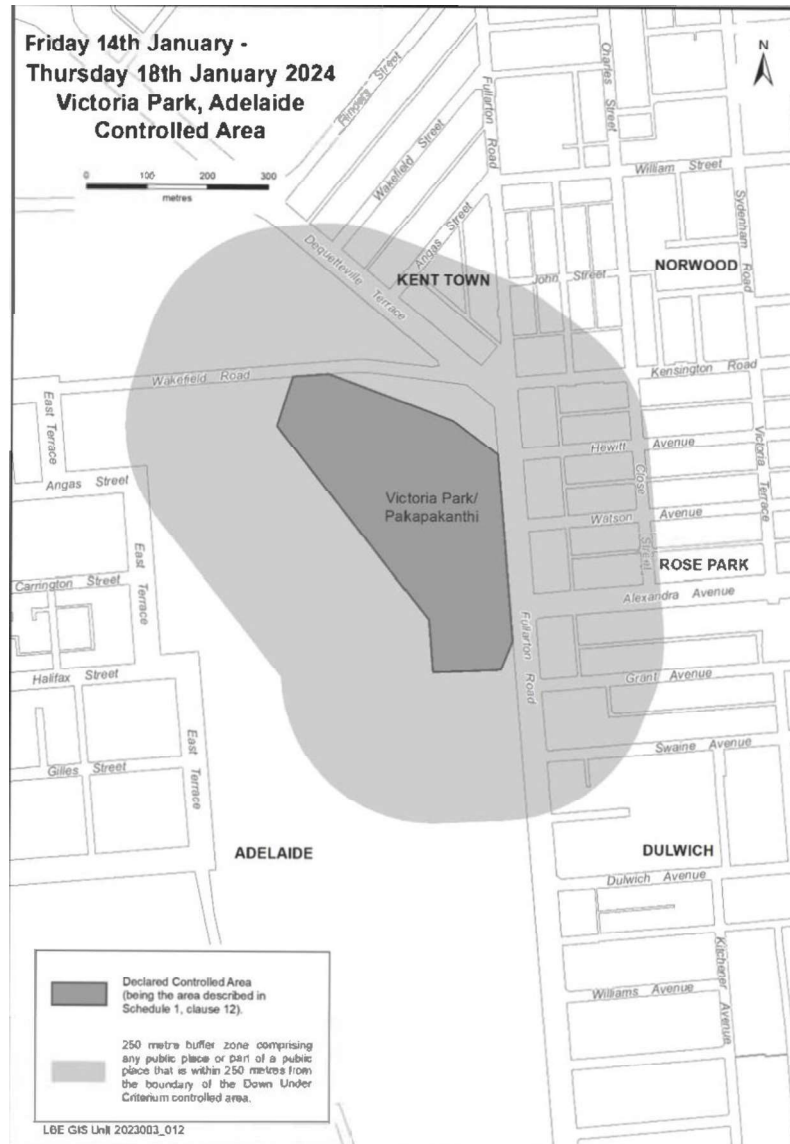 Friday 14th January -
Thursday 18th January 2024
Victoria Park, Adelaide
Controlled Area
N
0 100 200 300
metres
Flinders Street
Wakefield Street
Angas Street
Fullarton Road
Charles Street
William Street
Sydenham Road
Dequetteville Terrace
KENT TOWN
John Street
NORWOOD
Wakefield Road
Kensington Road
East Terrace
Angas Street
Hewitt Avenue
Close Street
Victoria Terrace
Victoria Park/
Pakapakanthi
Watson Avenue
East Terrace
ROSE PARK
Carrington Street
Alexandra Avenue
Fullarton Road
Halifax Street
Grant Avenue
East Terrace
Swaine Avenue
Gilles Street
ADELAIDE
DULWICH
Dulwich Avenue
Kitchener Avenue
Williams Avenue
Declared Controlled Area
(being the area described in
Schedule 1, clause 12).
250 metre buffer zone comprising
any public place or part of a public
place that is within 250 metres from
the boundary of the Down Under
Criterium controlled area.
LBE GIS Unit 2023003_012